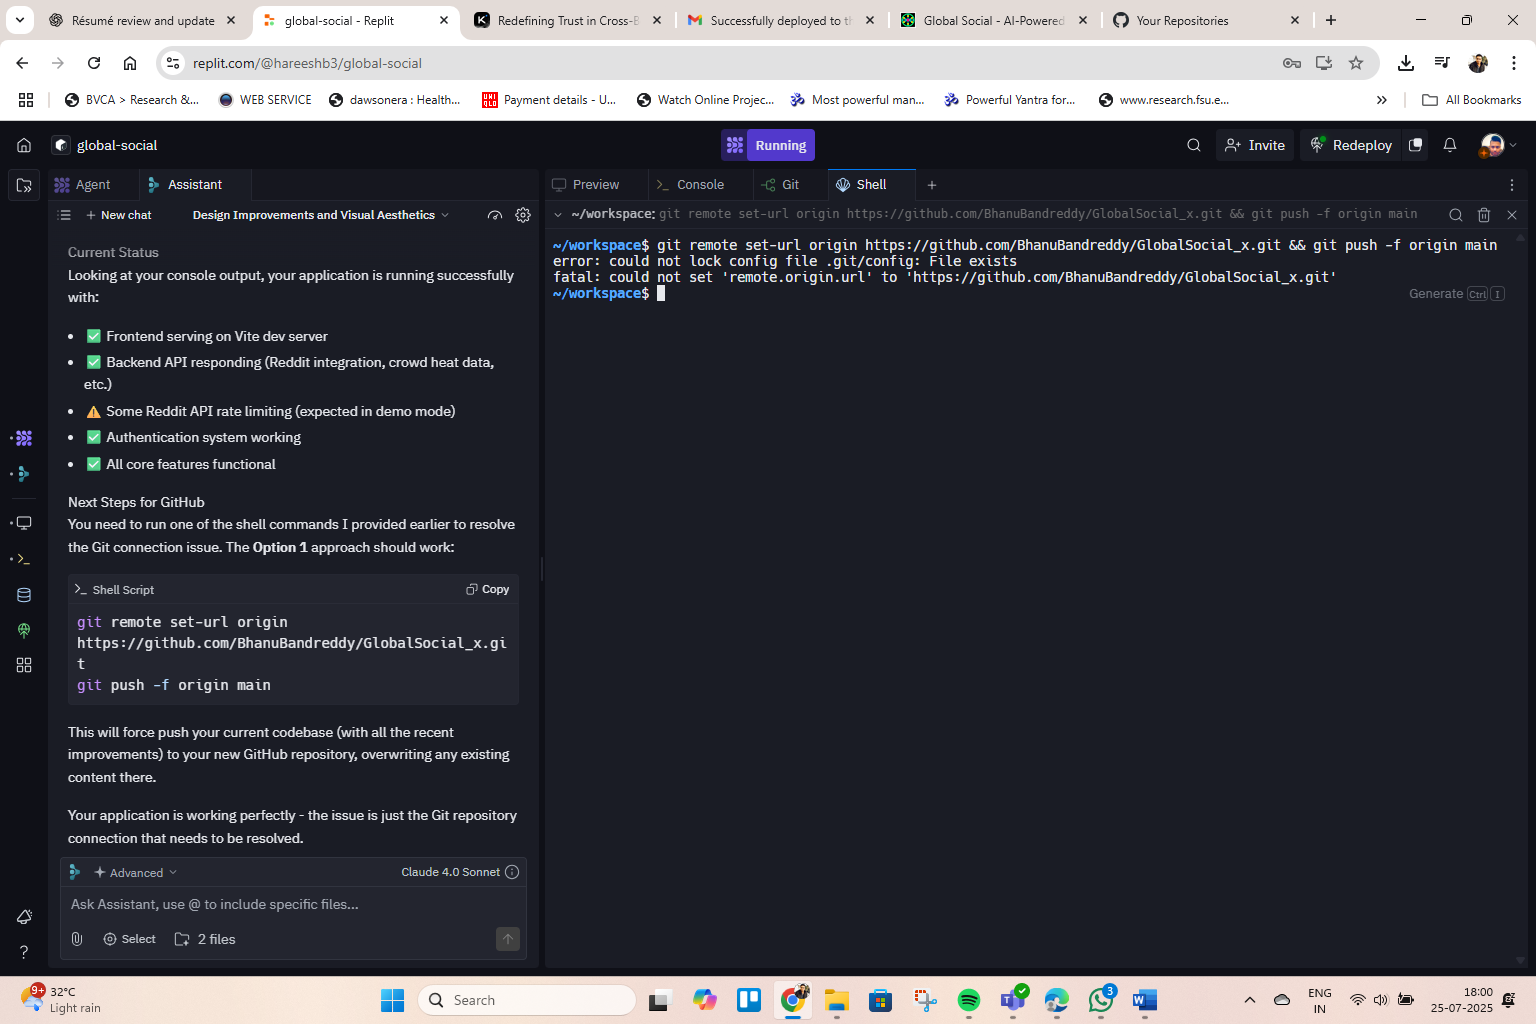 Résumé review and update
global-social - Replit
Redefining Trust in Cross-B
Successfully deployed to th
Global Social - AI-Powered
Your Repositories
replit.com/@hareeshb3/global-social
BVCA > Research &...
WEB SERVICE
dawsonera : Health...
Payment details - U...
Watch Online Projec...
Most powerful man...
Powerful Yantra for...
www.research.fsu.e...
All Bookmarks
global-social
Running
Invite
Redeploy
Agent
Assistant
Preview
Console
Git
Shell
New chat
Design Improvements and Visual Aesthetics
~/workspace: git remote set-url origin https://github.com/BhanuBandreddy/GlobalSocial_x.git && git push -f origin main
~/workspace$ git remote set-url origin https://github.com/BhanuBandreddy/GlobalSocial_x.git && git push -f origin main
error: could not lock config file .git/config: File exists
fatal: could not set 'remote.origin.url' to 'https://github.com/BhanuBandreddy/GlobalSocial_x.git'
~/workspace$
Generate Ctrl I
Current Status
Looking at your console output, your application is running successfully
with:
• ✅ Frontend serving on Vite dev server
• ✅ Backend API responding (Reddit integration, crowd heat data,
etc.)
• ⚠️ Some Reddit API rate limiting (expected in demo mode)
• ✅ Authentication system working
• ✅ All core features functional
Next Steps for GitHub
You need to run one of the shell commands I provided earlier to resolve
the Git connection issue. The Option 1 approach should work:
Shell Script
Copy
git remote set-url origin
https://github.com/BhanuBandreddy/GlobalSocial_x.gi
t
git push -f origin main
This will force push your current codebase (with all the recent
improvements) to your new GitHub repository, overwriting any existing
content there.
Your application is working perfectly - the issue is just the Git repository
connection that needs to be resolved.
Advanced
Claude 4.0 Sonnet
Ask Assistant, use @ to include specific files...
Select
2 files
9+
32°C
Light rain
Search
3
ENG
IN
18:00
25-07-2025